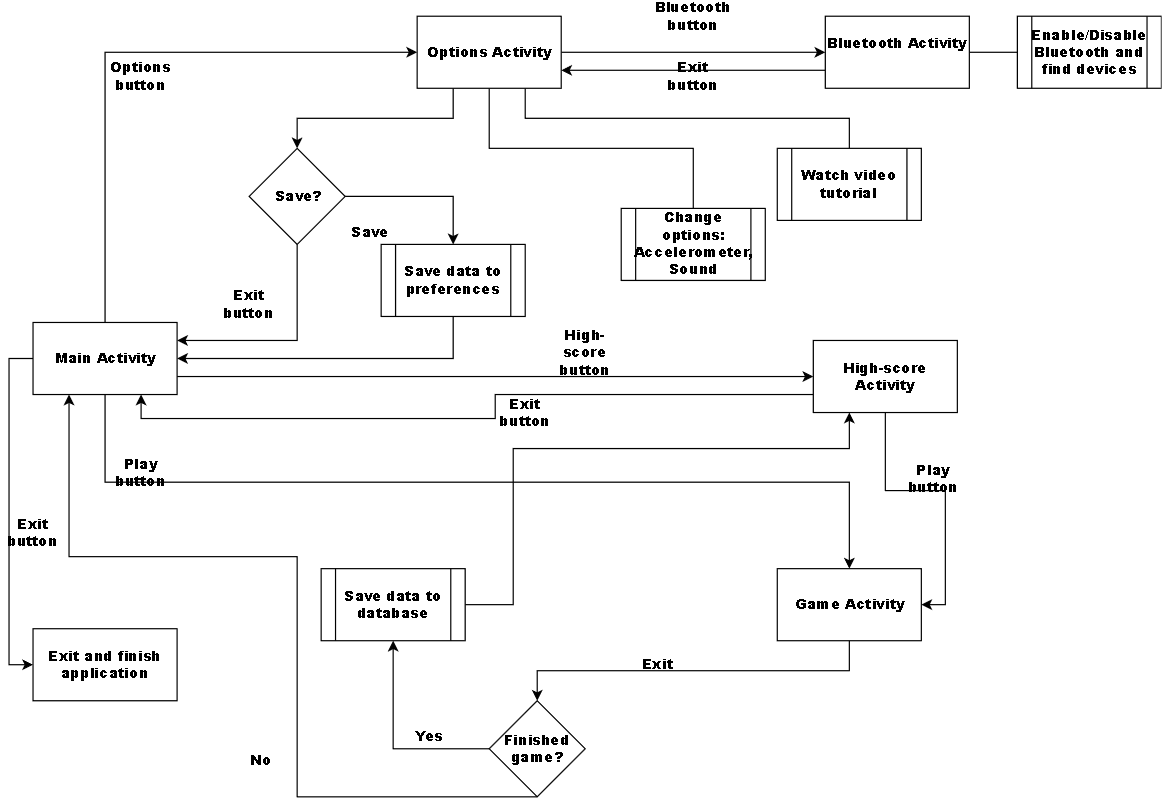 Bluetooth
button
Options Activity
Bluetooth Activity
Enable/Disable
Bluetooth and
find devices
Exit
button
Options
button
Save?
Watch video
tutorial
Save
Change
options:
Accelerometer,
Sound
Save data to
preferences
Exit
button
Main Activity
High-
score
button
High-score
Activity
Exit
button
Play
button
Play
button
Exit
button
Save data to
database
Game Activity
Exit and finish
application
Exit
Yes
Finished
game?
No